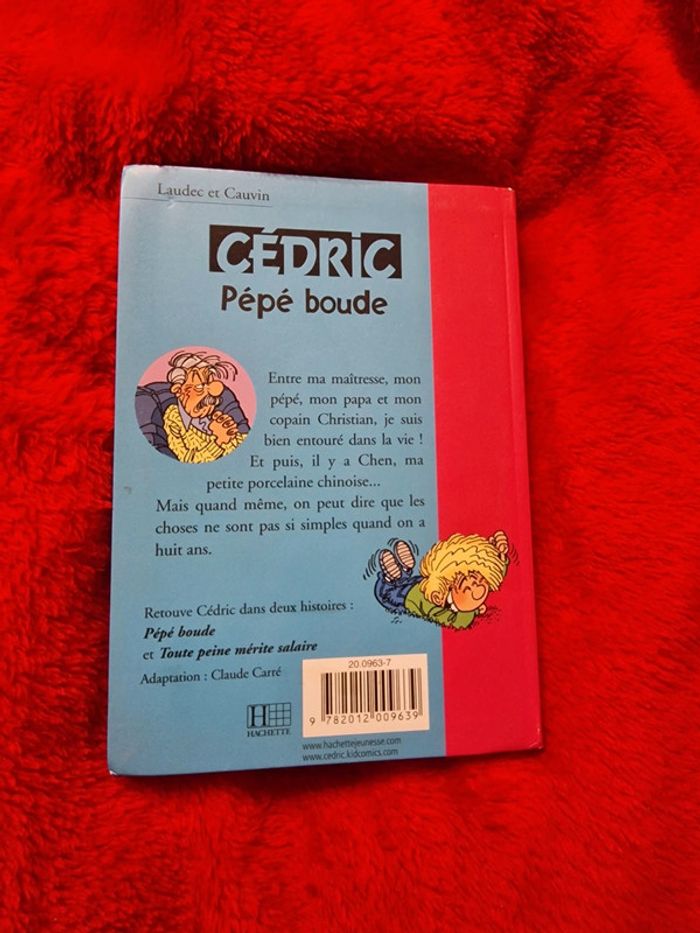 Laudec et Cauvin
CÉDRIC
Pépé boude
Entre ma maîtresse, mon
pépé, mon papa et mon
copain Christian, je suis
bien entouré dans la vie !
Et puis, il y a Chen, ma
petite porcelaine chinoise...
Mais quand même, on peut dire que les
choses ne sont pas si simples quand on a
huit ans.
Retouve Cédric dans deux histoires :
Pépé boude
et Toute peine mérite salaire
Adaptation : Claude Carré
20.0963-7
9 782012 009639
H
HACHETTE
www.hachettejeunesse.com
www.cedric.kidcomics.com